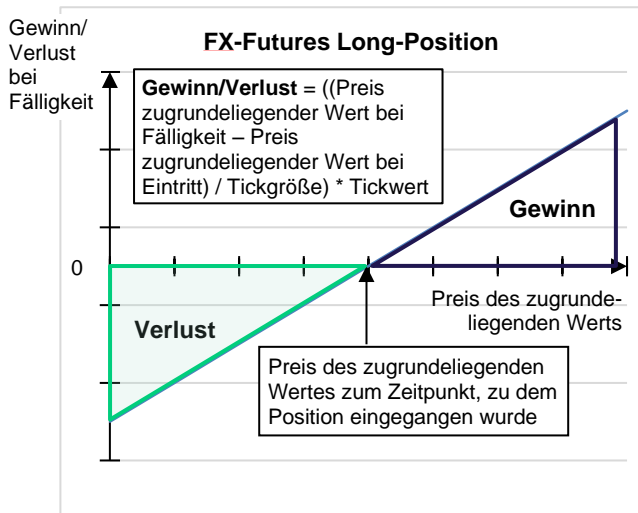 Gewinn/
Verlust
bei
Fälligkeit
FX-Futures Long-Position
Gewinn/Verlust = ((Preis
zugrundeliegender Wert bei
Fälligkeit – Preis
zugrundeliegender Wert bei
Eintritt) / Tickgröße) * Tickwert
Gewinn
0
Preis des zugrunde-
liegenden Werts
Verlust
Preis des zugrundeliegenden
Wertes zum Zeitpunkt, zu dem
Position eingegangen wurde